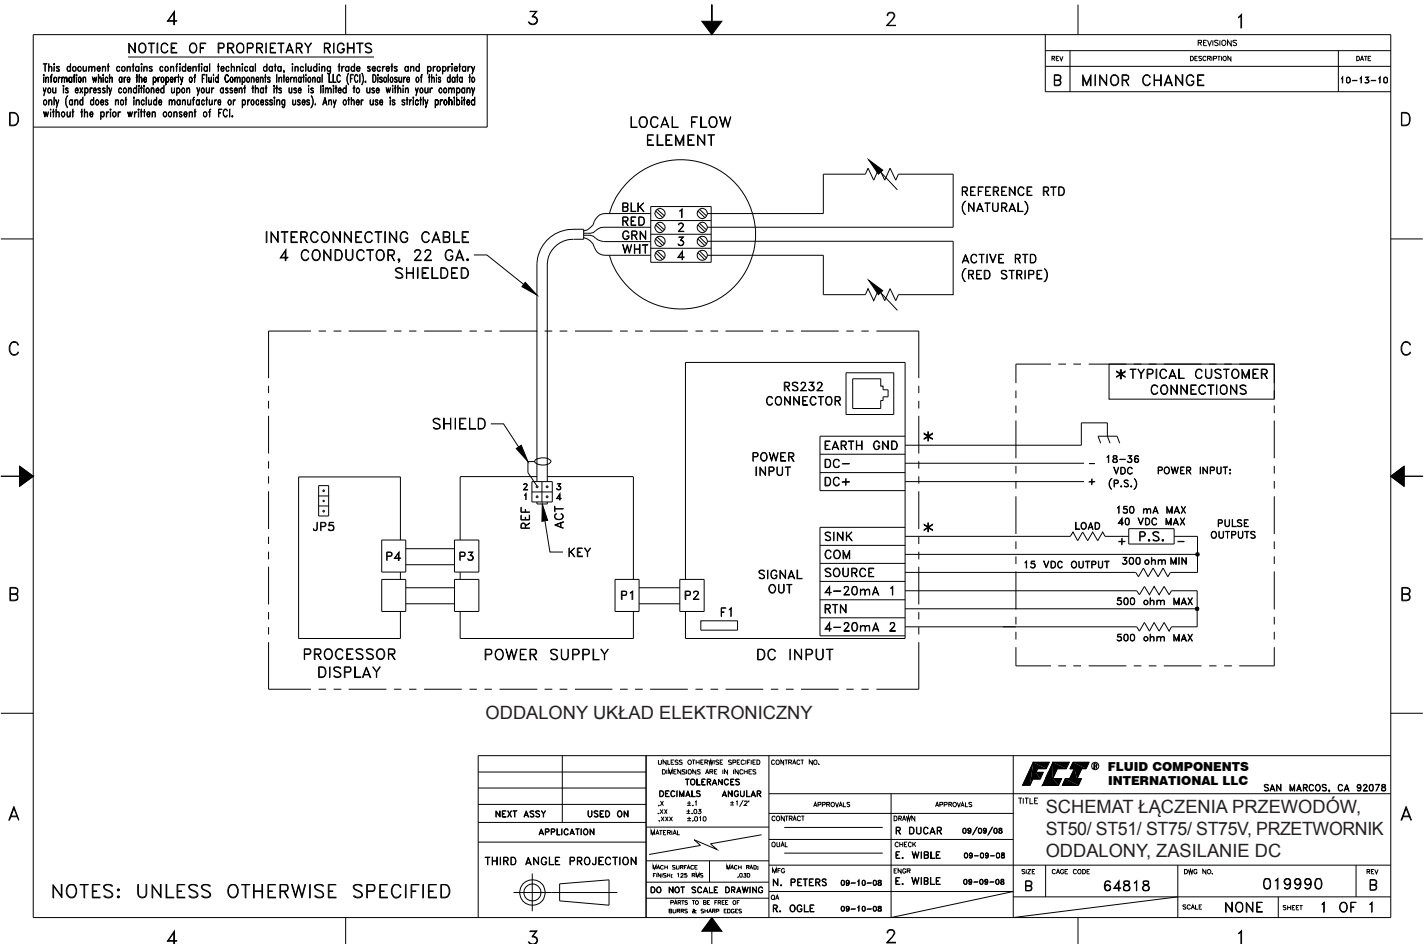 4 3 2 1
NOTICE OF PROPRIETARY RIGHTS
This document contains confidential technical data, including trade secrets and proprietary
information which are the property of Fluid Components International LLC (FCI). Disclosure of this data to
you is expressly conditioned upon your assent that its use is limited to use within your company
only (and does not include manufacture or processing uses). Any other use is strictly prohibited
without the prior written consent of FCI.
REVISIONS
REV DESCRIPTION DATE
B MINOR CHANGE 10-13-10
D D
LOCAL FLOW
ELEMENT
BLK 1
RED 2
GRN 3
WHT 4
REFERENCE RTD
(NATURAL)
ACTIVE RTD
(RED STRIPE)
INTERCONNECTING CABLE
4 CONDUCTOR, 22 GA.
SHIELDED
C C
RS232
CONNECTOR
*TYPICAL CUSTOMER
CONNECTIONS
SHIELD
POWER
INPUT
EARTH GND *
DC-
DC+
- 18-36
VDC
+ (P.S.)
POWER INPUT:
2 3
1 4
REF ACT
KEY
JP5
P4 P3
P1 P2
F1
SIGNAL
OUT
SINK *
COM
SOURCE
4-20mA 1
RTN
4-20mA 2
LOAD
150 mA MAX
40 VDC MAX
+ P.S. -
PULSE
OUTPUTS
15 VDC OUTPUT 300 ohm MIN
500 ohm MAX
500 ohm MAX
B B
PROCESSOR
DISPLAY
POWER SUPPLY
DC INPUT
ODDALONY UKŁAD ELEKTRONICZNY
A A
NOTES: UNLESS OTHERWISE SPECIFIED
NEXT ASSY USED ON
APPLICATION
THIRD ANGLE PROJECTION
UNLESS OTHERWISE SPECIFIED
DIMENSIONS ARE IN INCHES
TOLERANCES
DECIMALS ANGULAR
.X ±.1 ±1/2°
.XX ±.03
.XXX ±.010
MATERIAL
MACH SURFACE
FINISH: 125 RMS
MACH RAD:
.030
DO NOT SCALE DRAWING
PARTS TO BE FREE OF
BURRS & SHARP EDGES
CONTRACT NO.
APPROVALS APPROVALS
CONTRACT
QUAL
MFG
N. PETERS 09-10-08
QA
R. OGLE 09-10-08
DRAWN
R DUCAR 09/09/08
CHECK
E. WIBLE 09-09-08
ENGR
E. WIBLE 09-09-08
FCI® FLUID COMPONENTS
INTERNATIONAL LLC
SAN MARCOS, CA 92078
TITLE SCHEMAT ŁĄCZENIA PRZEWODÓW,
ST50/ ST51/ ST75/ ST75V, PRZETWORNIK
ODDALONY, ZASILANIE DC
SIZE
B
CAGE CODE
64818
DWG NO.
019990
REV
B
SCALE NONE SHEET 1 OF 1
4 3 2 1